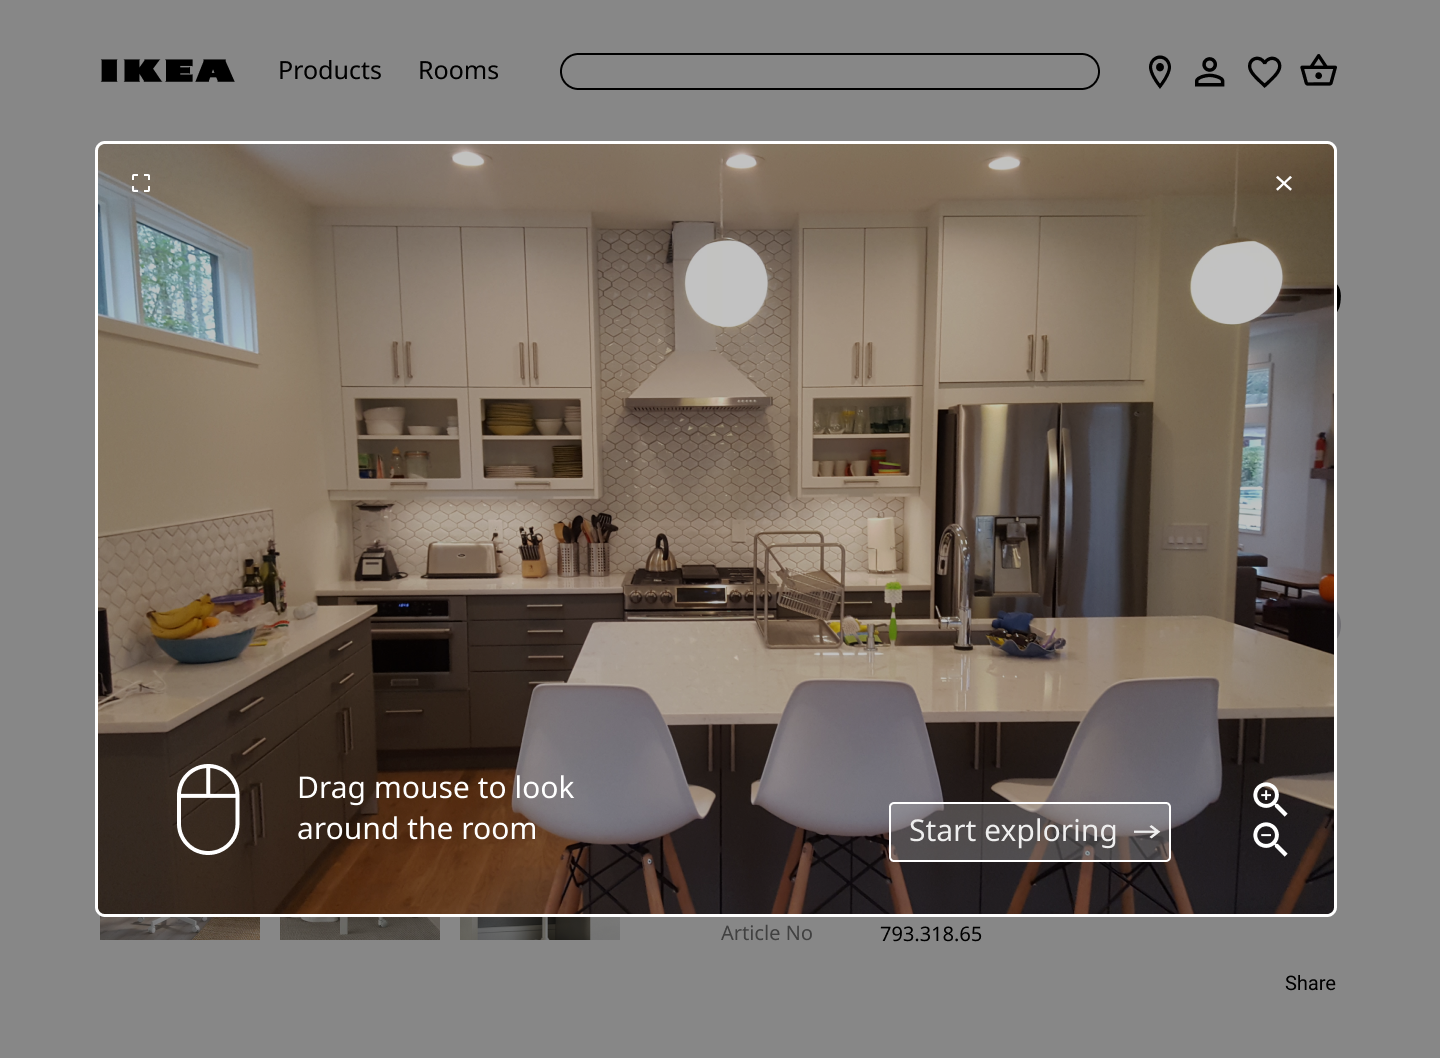 IKEA
Products
Rooms
Drag mouse to look
around the room
Start exploring
Article No
793.318.65
Share